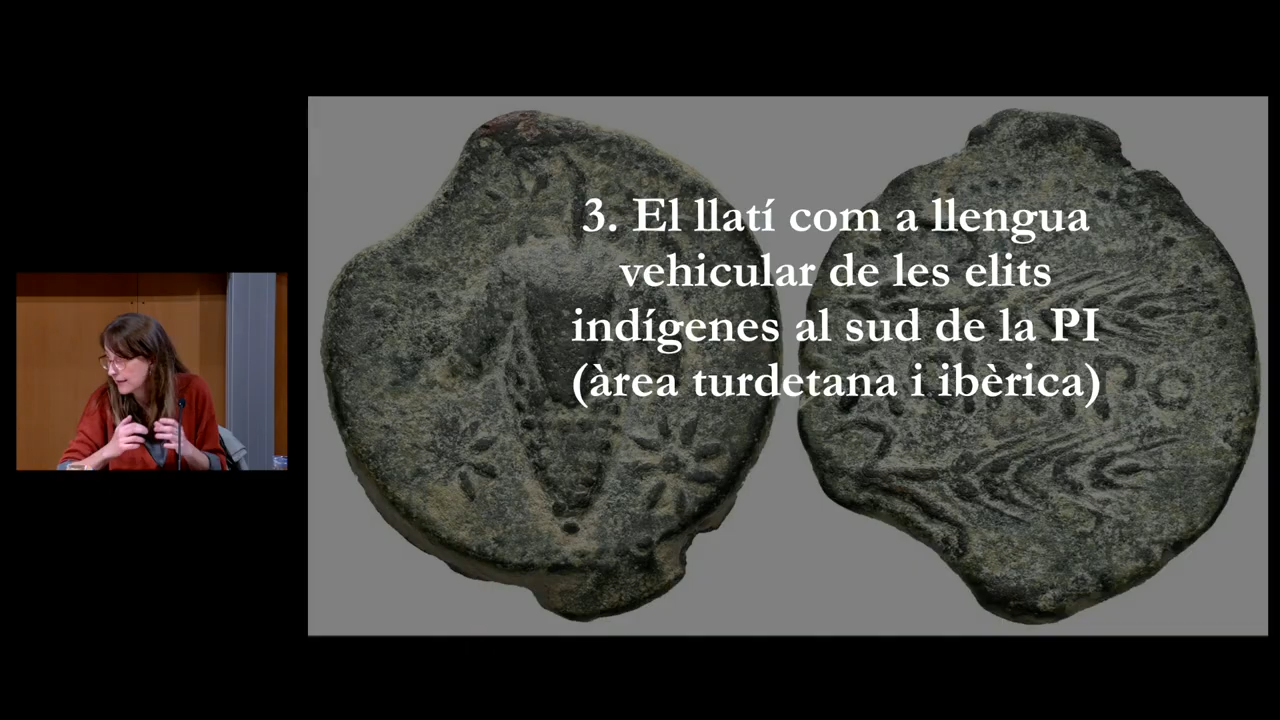 3. El llatí com a llengua
vehicular de les elits
indígenes al sud de la PI
(àrea turdetana i ibèrica)